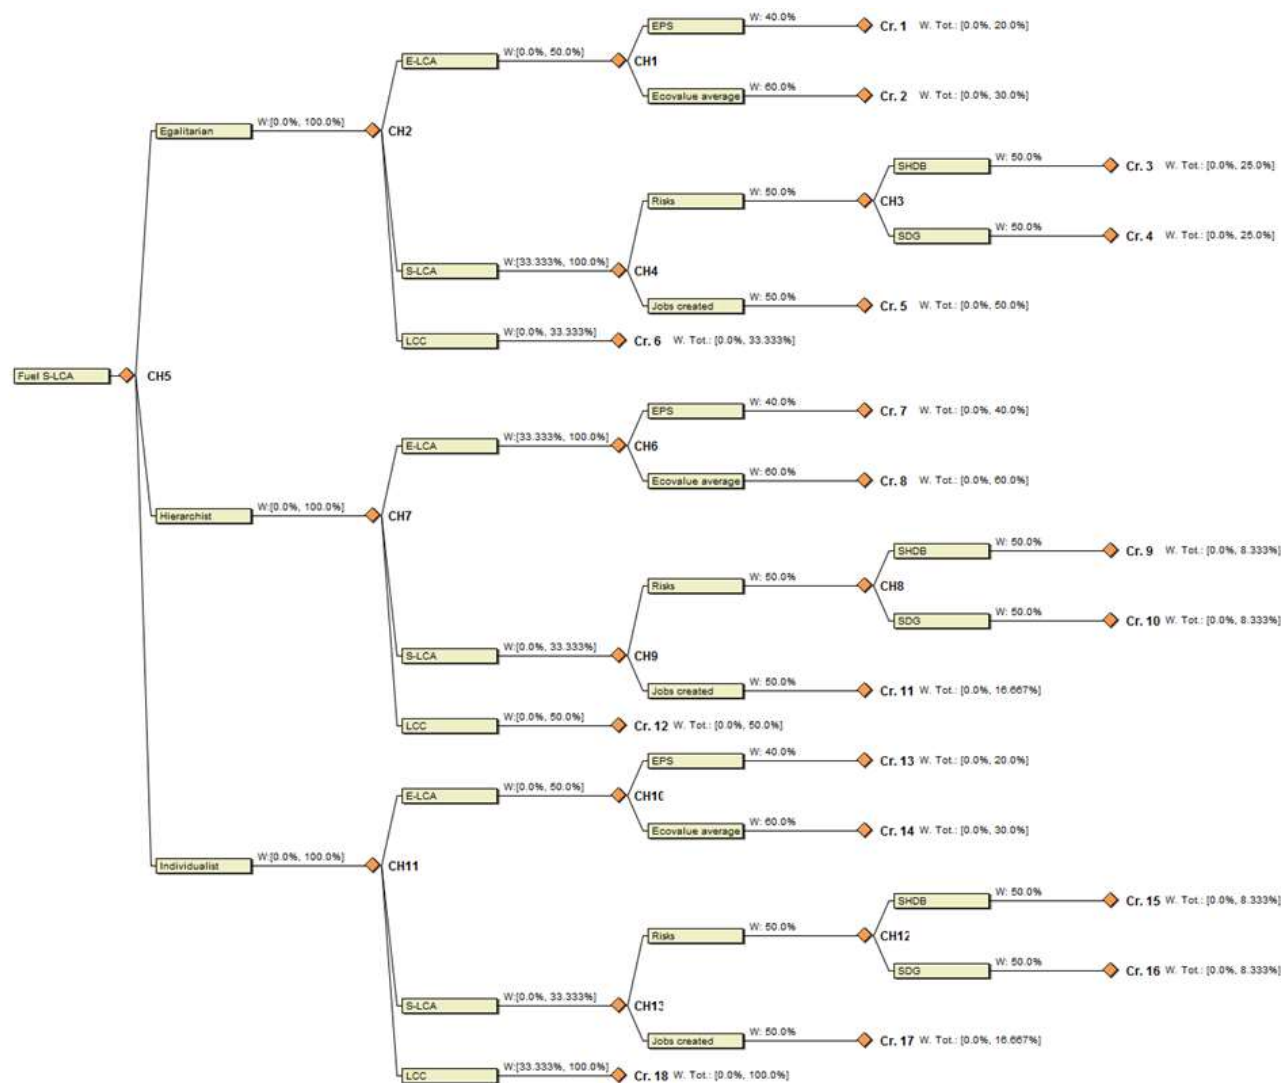 EPS W: 40.0% Cr. 1 W. Tot.: [0.0%, 20.0%]
E-LCA W:[0.0%, 50.0%] CH1
Ecovalue average W: 60.0% Cr. 2 W. Tot.: [0.0%, 30.0%]
Egalitarian W:[0.0%, 100.0%] CH2
SHDB W: 50.0% Cr. 3 W. Tot.: [0.0%, 25.0%]
Risks W: 50.0% CH3
SDG W: 50.0% Cr. 4 W. Tot.: [0.0%, 25.0%]
S-LCA W:[33.333%, 100.0%] CH4
Jobs created W: 50.0% Cr. 5 W. Tot.: [0.0%, 50.0%]
LCC W:[0.0%, 33.333%] Cr. 6 W. Tot.: [0.0%, 33.333%]
Fuel S-LCA CH5
EPS W: 40.0% Cr. 7 W. Tot.: [0.0%, 40.0%]
E-LCA W:[33.333%, 100.0%] CH6
Ecovalue average W: 60.0% Cr. 8 W. Tot.: [0.0%, 60.0%]
Hierarchist W:[0.0%, 100.0%] CH7
SHDB W: 50.0% Cr. 9 W. Tot.: [0.0%, 8.333%]
Risks W: 50.0% CH8
SDG W: 50.0% Cr. 10 W. Tot.: [0.0%, 8.333%]
S-LCA W:[0.0%, 33.333%] CH9
Jobs created W: 50.0% Cr. 11 W. Tot.: [0.0%, 16.667%]
LCC W:[0.0%, 50.0%] Cr. 12 W. Tot.: [0.0%, 50.0%]
EPS W: 40.0% Cr. 13 W. Tot.: [0.0%, 20.0%]
E-LCA W:[0.0%, 50.0%] CH10
Ecovalue average W: 60.0% Cr. 14 W. Tot.: [0.0%, 30.0%]
Individualist W:[0.0%, 100.0%] CH11
SHDB W: 50.0% Cr. 15 W. Tot.: [0.0%, 8.333%]
Risks W: 50.0% CH12
SDG W: 50.0% Cr. 16 W. Tot.: [0.0%, 8.333%]
S-LCA W:[0.0%, 33.333%] CH13
Jobs created W: 50.0% Cr. 17 W. Tot.: [0.0%, 16.667%]
LCC W:[33.333%, 100.0%] Cr. 18 W. Tot.: [0.0%, 100.0%]